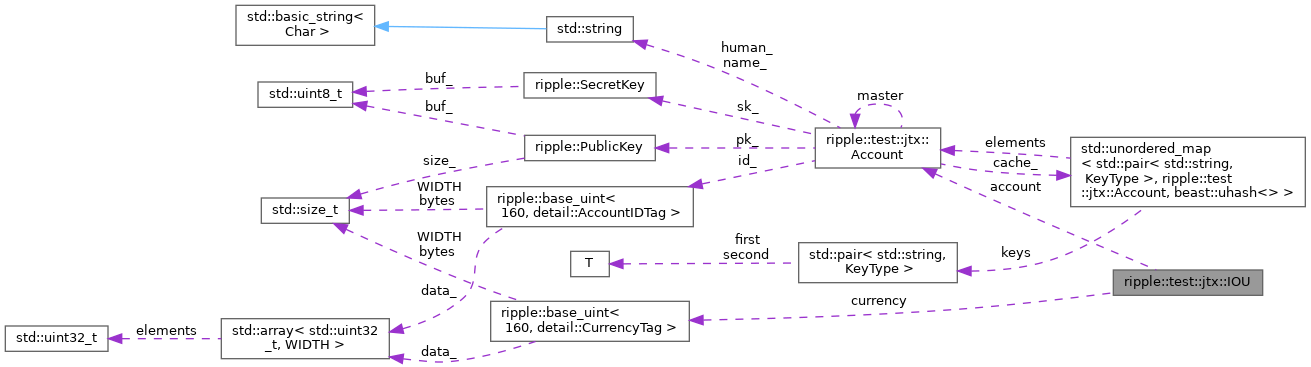 std::basic_string<
Char >
std::string
human_
name_
std::uint8_t
buf_
ripple::SecretKey
sk_
master
buf_
ripple::PublicKey
pk_
ripple::test::jtx::
Account
elements
cache_
std::unordered_map
< std::pair< std::string,
KeyType >, ripple::test
::jtx::Account, beast::uhash<> >
size_
id_
WIDTH
bytes
ripple::base_uint<
160, detail::AccountIDTag >
account
std::size_t
WIDTH
bytes
T
first
second
std::pair< std::string,
KeyType >
keys
ripple::test::jtx::IOU
data_
ripple::base_uint<
160, detail::CurrencyTag >
currency
std::uint32_t
elements
std::array< std::uint32
_t, WIDTH >
data_